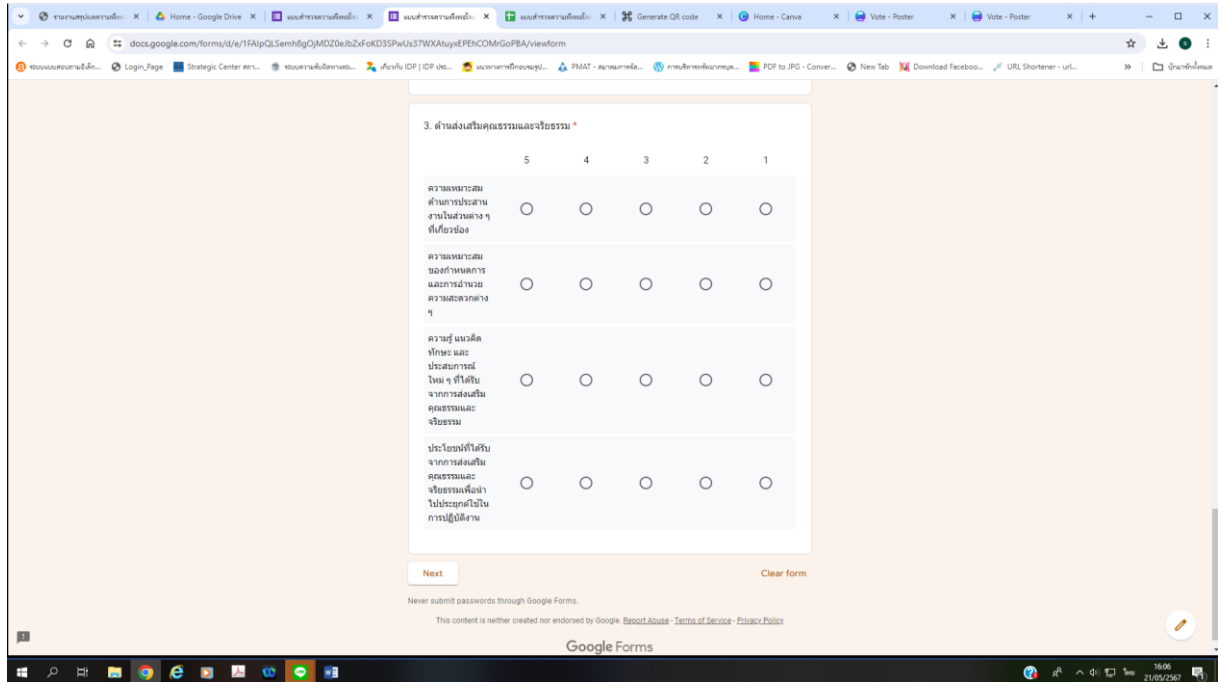 Home - Google Drive
Generate QR code
Home - Canva
Vote - Poster
Vote - Poster
docs.google.com/forms/d/e/1FAIpQLSemh8gOjMDZ0eJbZxFoKD3SPwUs37WXAtuyxEPEhCOMrGoPBA/viewform
Login_Page
Strategic Center
PDF to JPG - Conver...
New Tab
Download Faceboo...
URL Shortener - url...
3. ด้านส่งเสริมคุณธรรมและจริยธรรม *
5 4 3 2 1
ความเหมาะสม
ด้านการประสาน
งานในส่วนต่าง ๆ
ที่เกี่ยวข้อง
ความเหมาะสม
ของกำหนดการ
และการอำนวย
ความสะดวกต่าง
ๆ
ความรู้ แนวคิด
ทักษะ และ
ประสบการณ์
ใหม่ ๆ ที่ได้รับ
จากการส่งเสริม
คุณธรรมและ
จริยธรรม
ประโยชน์ที่ได้รับ
จากการส่งเสริม
คุณธรรมและ
จริยธรรมเพื่อนำ
ไปประยุกต์ใช้ใน
การปฏิบัติงาน
Next
Clear form
Never submit passwords through Google Forms.
This content is neither created nor endorsed by Google. Report Abuse - Terms of Service - Privacy Policy
Google Forms
16:06
21/05/2567